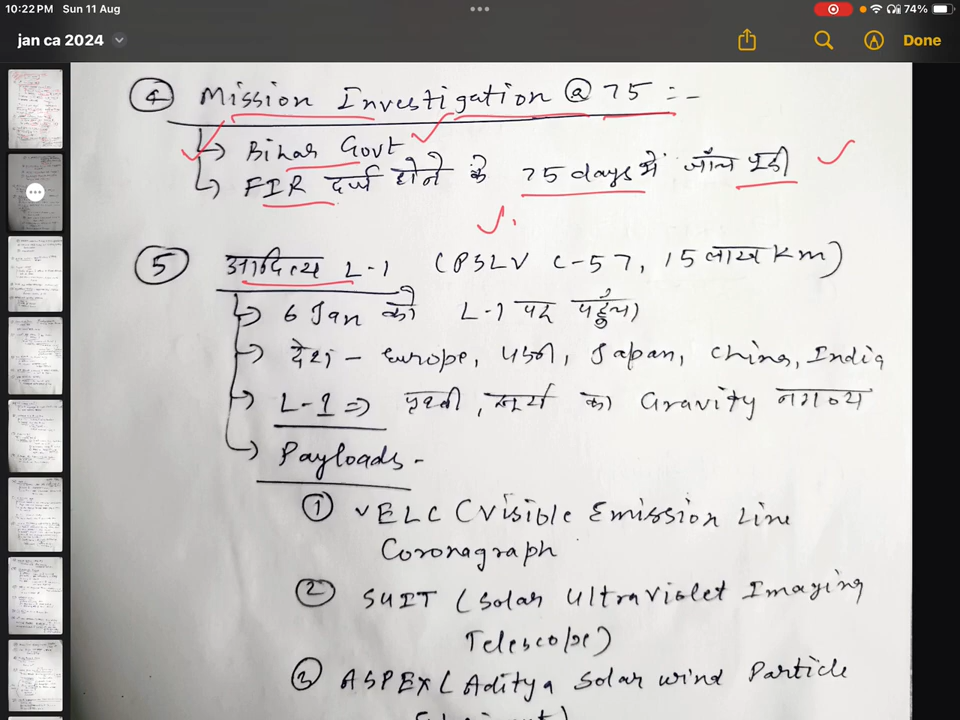 10:22 PM Sun 11 Aug
74%
jan ca 2024
Done
④ Mission Investigation @ 75 :-
↳ Bihar Govt
↳ FIR दर्ज होने के 75 days में जाँच पूरी
⑤ आदित्य L-1 (PSLV C-57, 15 लाख Km)
↳ 6 Jan को L-1 पर पहुँचा
↳ देश - Europe, USA, Japan, China, India
↳ L-1 ⇒ पृथ्वी, सूर्य का Gravity नगण्य
↳ Payloads -
① VELC (Visible Emission Line
Coronagraph
② SUIT (Solar Ultraviolet Imaging
Telescope)
③ ASPEX (Aditya Solar wind Particle